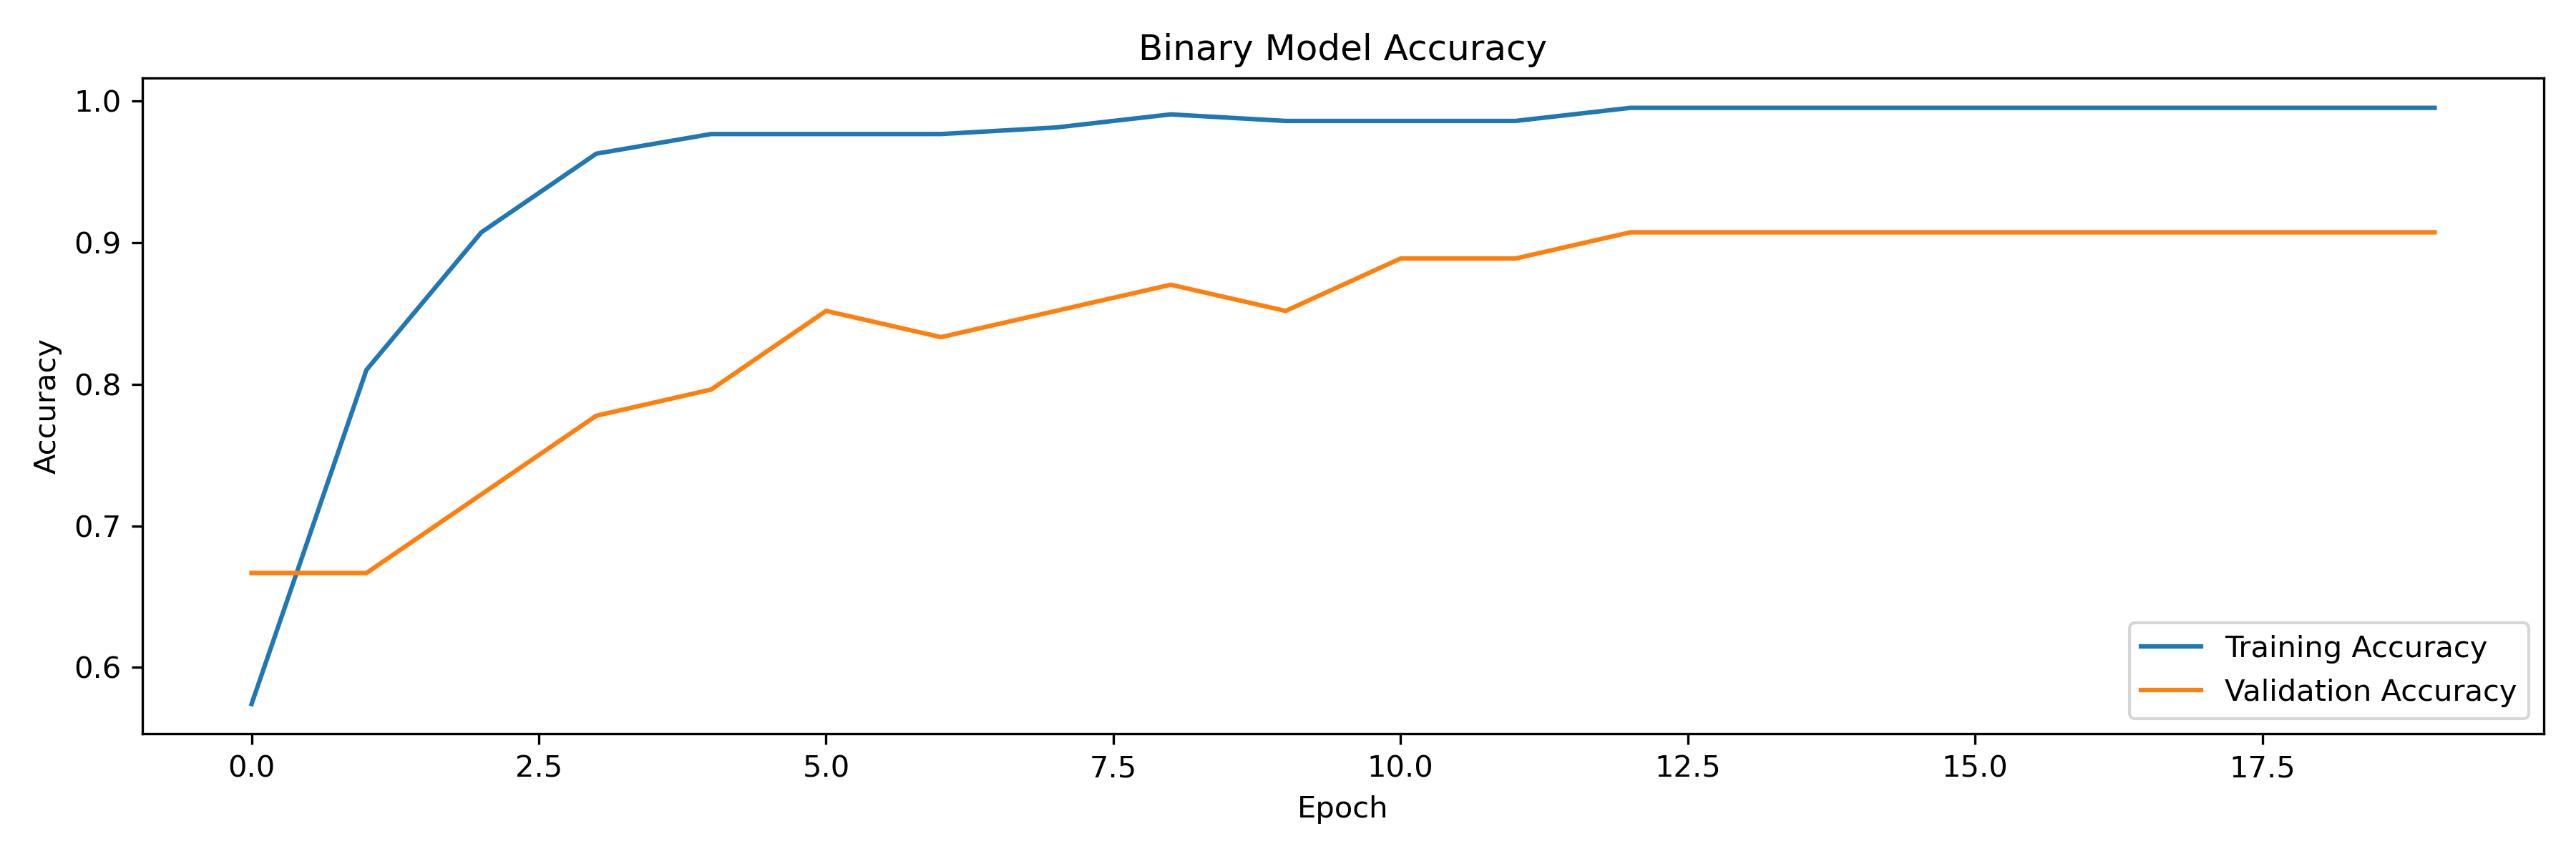 Binary Model Accuracy
1.0
0.9
0.8
0.7
0.6
Accuracy
0.0 2.5 5.0 7.5 10.0 12.5 15.0 17.5
Epoch
Training Accuracy
Validation Accuracy